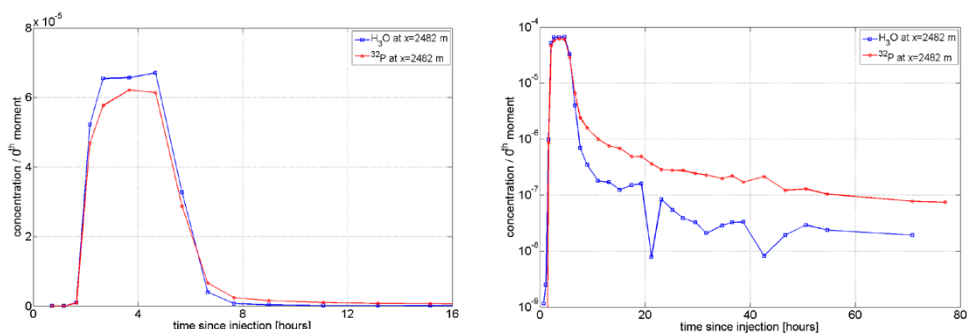 8 x 10⁻⁵
6
4
2
0
concentration / 0ᵗʰ moment
H₃O at x=2482 m
³²P at x=2482 m
0 4 8 12 16
time since injection [hours]
10⁻⁴
10⁻⁵
10⁻⁶
10⁻⁷
10⁻⁸
10⁻⁹
concentration / 0ᵗʰ moment
H₃O at x=2482 m
³²P at x=2482 m
0 20 40 60 80
time since injection [hours]